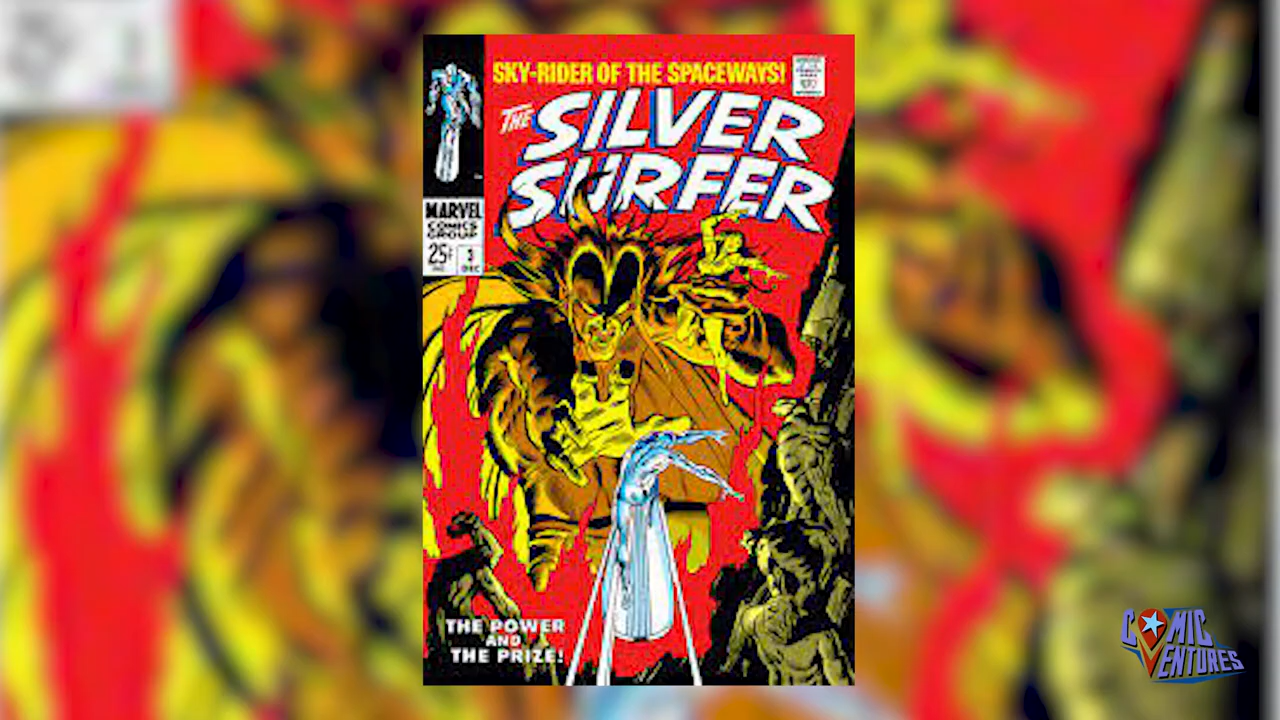 SKY-RIDER OF THE SPACEWAYS!
THE
SILVER
SURFER
MARVEL
COMICS
GROUP
25¢ 3
DEC
THE POWER
AND
THE PRIZE!
COMIC
VENTURES